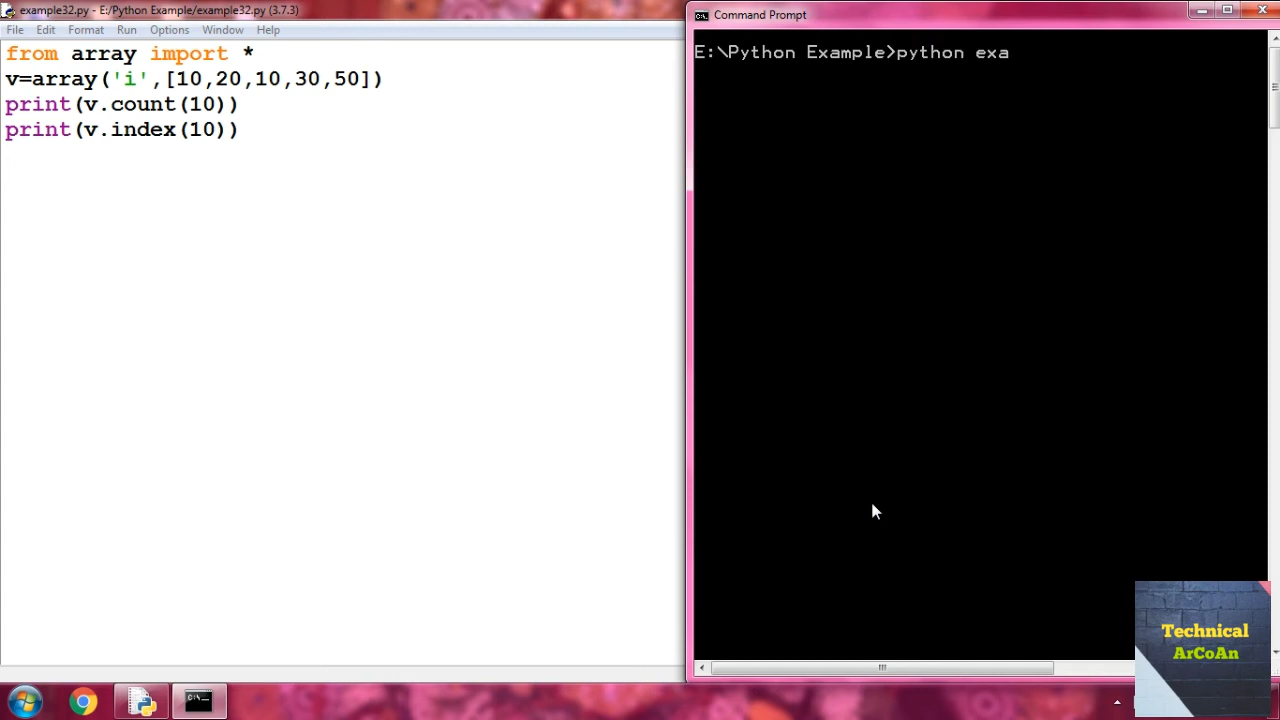 example32.py - E:/Python Example/example32.py (3.7.3)
File Edit Format Run Options Window Help
from array import *
v=array('i',[10,20,10,30,50])
print(v.count(10))
print(v.index(10))
Command Prompt
E:\Python Example>python exa
Technical
ArCoAn